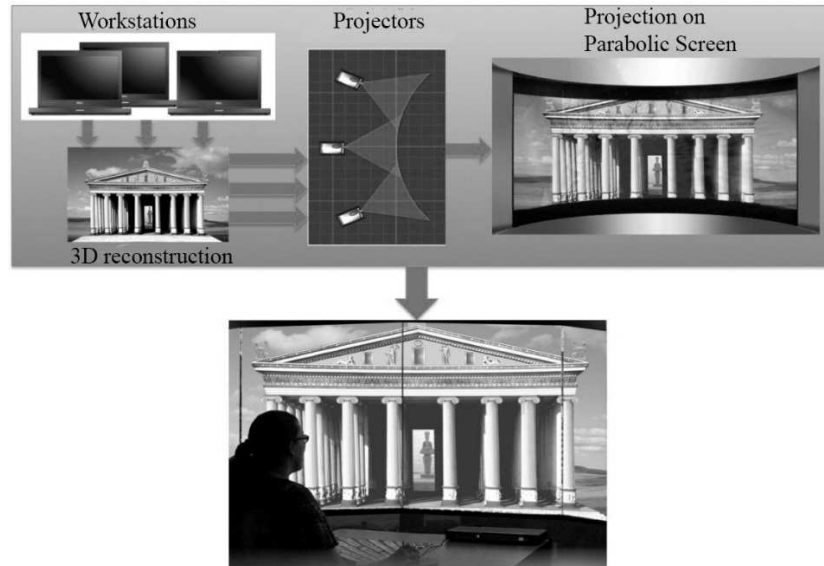 Workstations
Projectors
Projection on
Parabolic Screen
3D reconstruction